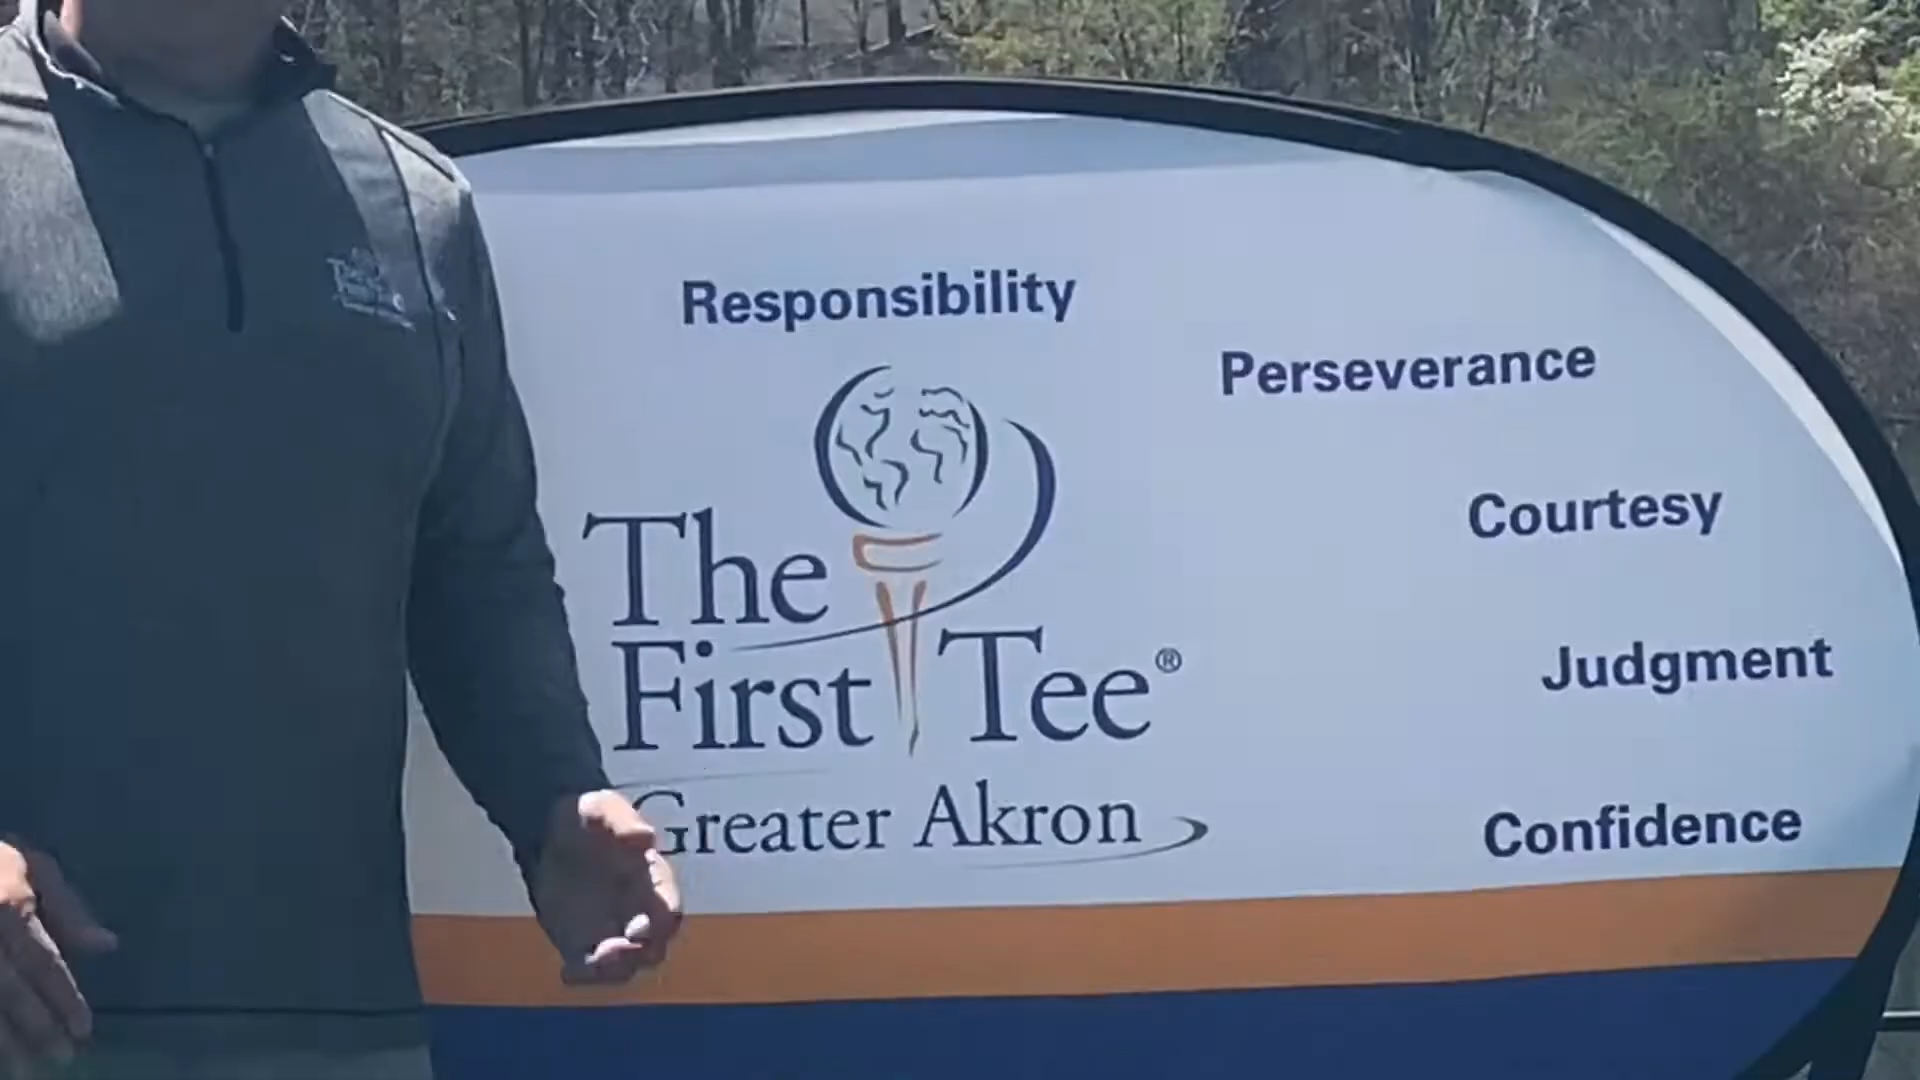 Responsibility
Perseverance
Courtesy
Judgment
Confidence
The
First Tee®
Greater Akron